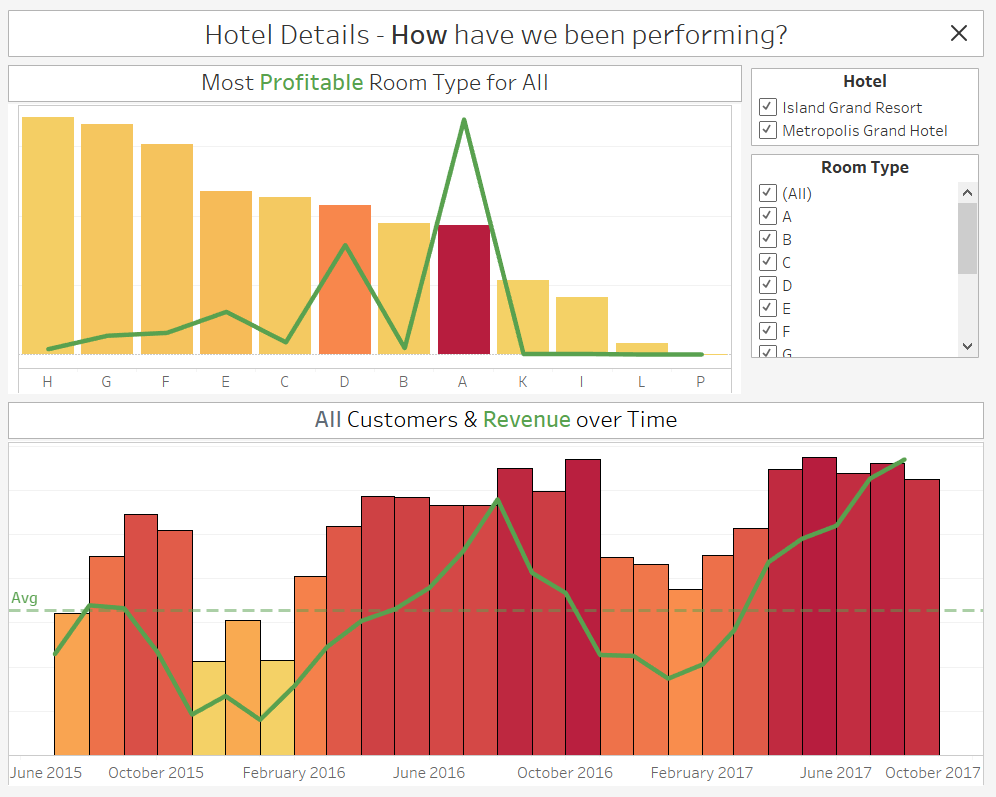 Hotel Details - How have we been performing?
Most Profitable Room Type for All
Hotel
Island Grand Resort
Metropolis Grand Hotel
Room Type
(All)
A
B
C
D
E
F
G
H G F E C D B A K I L P
All Customers & Revenue over Time
Avg
June 2015 October 2015 February 2016 June 2016 October 2016 February 2017 June 2017 October 2017